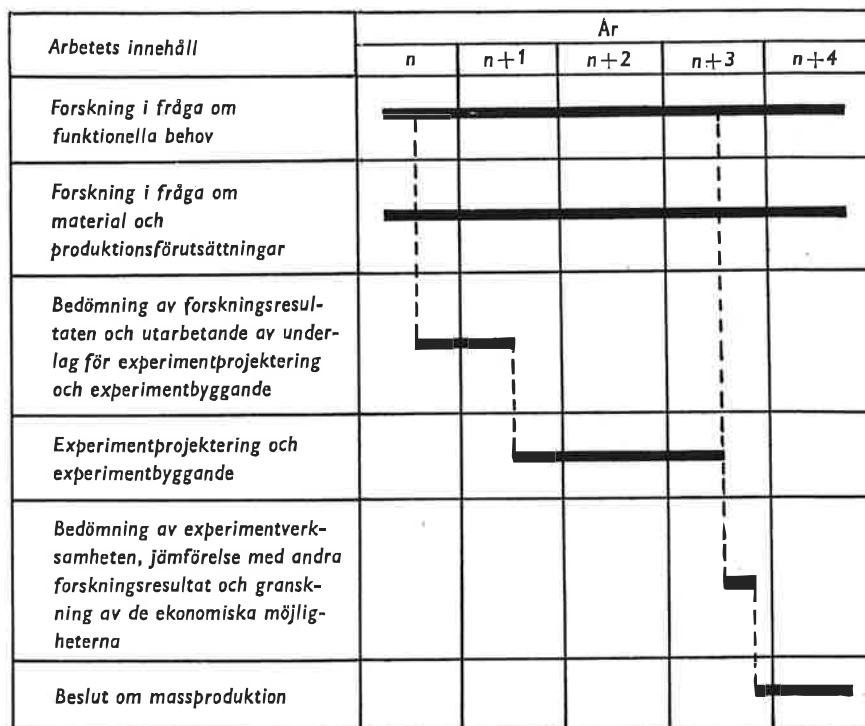 Arbetets innehåll
År
n
n+1
n+2
n+3
n+4
Forskning i fråga om
funktionella behov
Forskning i fråga om
material och
produktionsförutsättningar
Bedömning av forskningsresul-
taten och utarbetande av under-
lag för experimentprojektering
och experimentbyggande
Experimentprojektering och
experimentbyggande
Bedömning av experimentverk-
samheten, jämförelse med andra
forskningsresultat och gransk-
ning av de ekonomiska möjlig-
heterna
Beslut om massproduktion